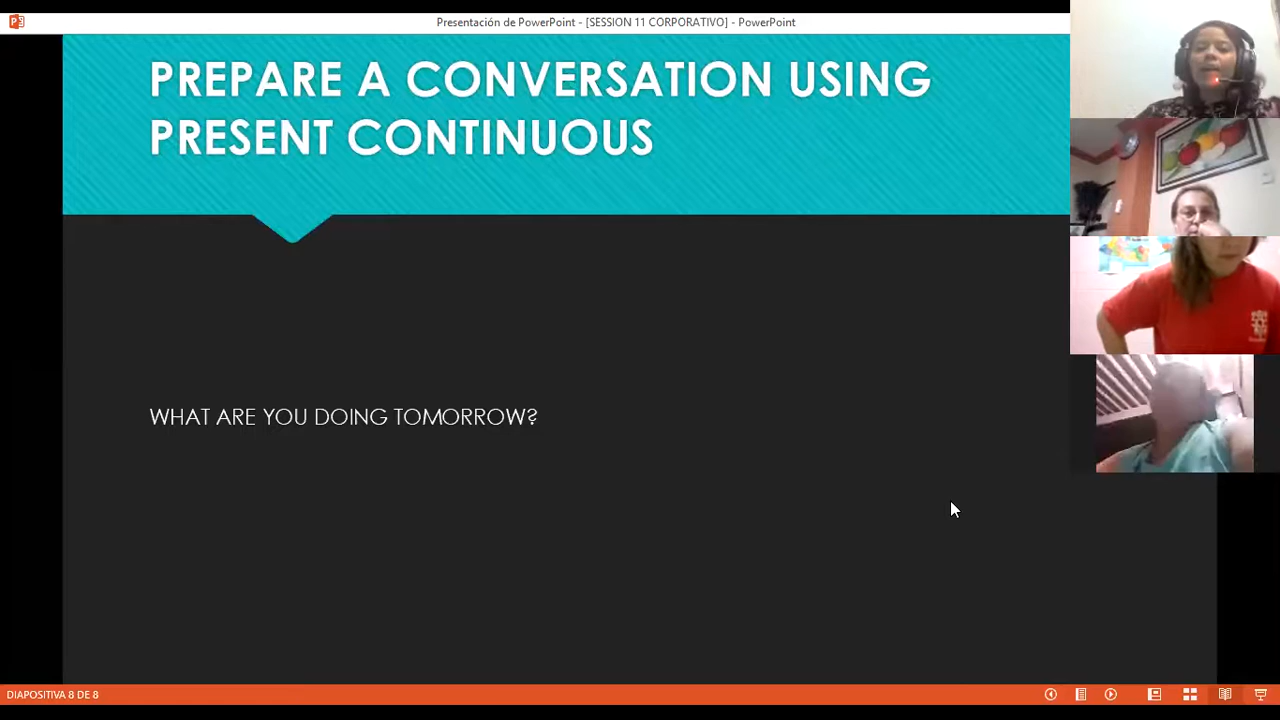 Presentación de PowerPoint - [SESSION 11 CORPORATIVO] - PowerPoint
PREPARE A CONVERSATION USING
PRESENT CONTINUOUS
WHAT ARE YOU DOING TOMORROW?
DIAPOSITIVA 8 DE 8